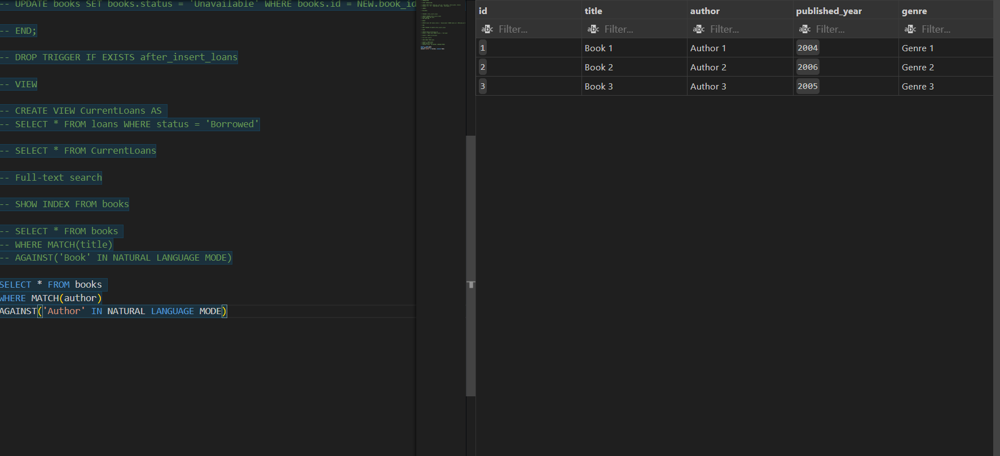 -- UPDATE books SET books.status = 'Unavailable' WHERE books.id = NEW.book_id
-- END;
-- DROP TRIGGER IF EXISTS after_insert_loans
-- VIEW
-- CREATE VIEW CurrentLoans AS
-- SELECT * FROM loans WHERE status = 'Borrowed'
-- SELECT * FROM CurrentLoans
-- Full-text search
-- SHOW INDEX FROM books
-- SELECT * FROM books
-- WHERE MATCH(title)
-- AGAINST('Book' IN NATURAL LANGUAGE MODE)
SELECT * FROM books
WHERE MATCH(author)
AGAINST('Author' IN NATURAL LANGUAGE MODE)
id title author published_year genre
abc Filter... abc Filter... abc Filter... abc Filter... abc Filter...
1 Book 1 Author 1 2004 Genre 1
2 Book 2 Author 2 2006 Genre 2
3 Book 3 Author 3 2005 Genre 3